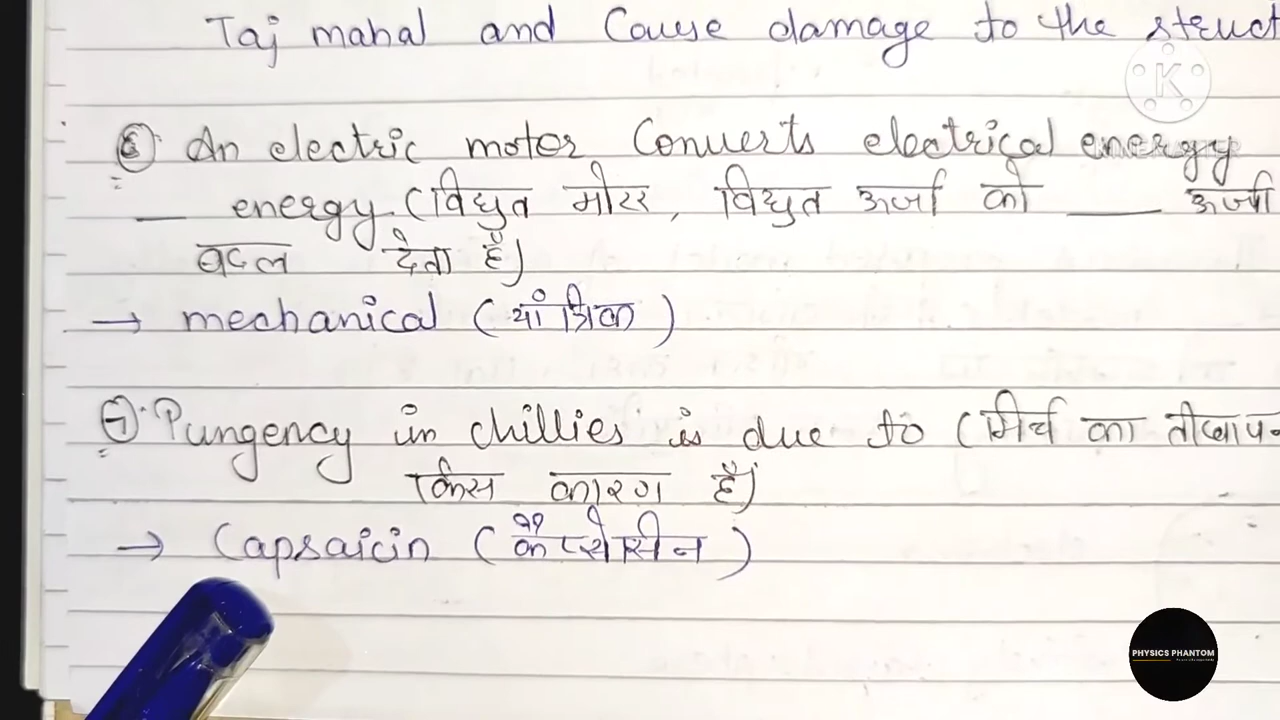 Taj mahal and Cause damage to the struct
⑥ An electric motor Converts electrical energy
__ energy. (विद्युत मोटर, विद्युत ऊर्जा को ___ ऊर्जा
बदल देता है)
→ mechanical (यांत्रिक)
⑦ Pungency in chillies is due to (मिर्च का तीखाप
किस कारण है)
→ Capsaicin (कैप्सेसीन)
K
PHYSICS PHANTOM